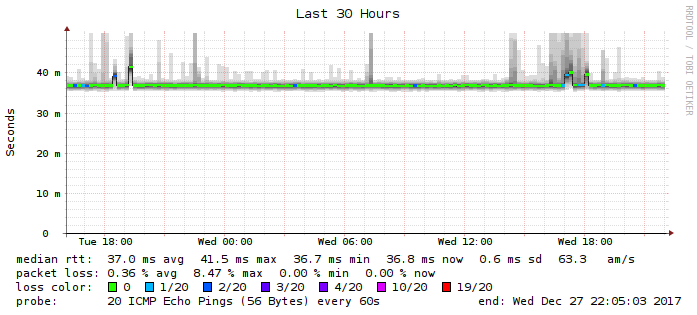 Last 30 Hours
RRDTOOL / TOBI OETIKER
Seconds
40 m
30 m
20 m
10 m
0
Tue 18:00 Wed 00:00 Wed 06:00 Wed 12:00 Wed 18:00
median rtt: 37.0 ms avg 41.5 ms max 36.7 ms min 36.8 ms now 0.6 ms sd 63.3 am/s
packet loss: 0.36 % avg 8.47 % max 0.00 % min 0.00 % now
loss color: 0 1/20 2/20 3/20 4/20 10/20 19/20
probe: 20 ICMP Echo Pings (56 Bytes) every 60s end: Wed Dec 27 22:05:03 2017